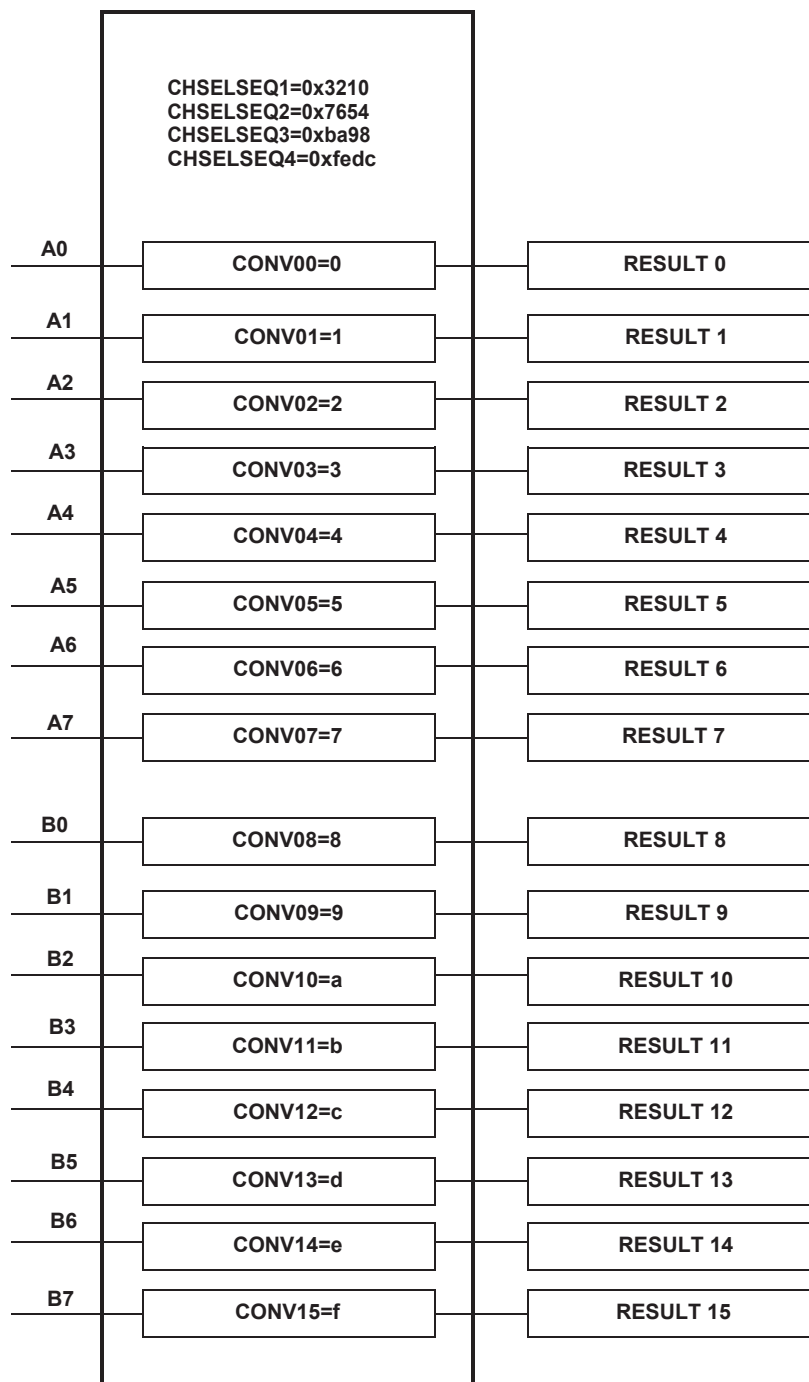 CHSELSEQ1=0x3210
CHSELSEQ2=0x7654
CHSELSEQ3=0xba98
CHSELSEQ4=0xfedc
A0 CONV00=0 RESULT 0
A1 CONV01=1 RESULT 1
A2 CONV02=2 RESULT 2
A3 CONV03=3 RESULT 3
A4 CONV04=4 RESULT 4
A5 CONV05=5 RESULT 5
A6 CONV06=6 RESULT 6
A7 CONV07=7 RESULT 7
B0 CONV08=8 RESULT 8
B1 CONV09=9 RESULT 9
B2 CONV10=a RESULT 10
B3 CONV11=b RESULT 11
B4 CONV12=c RESULT 12
B5 CONV13=d RESULT 13
B6 CONV14=e RESULT 14
B7 CONV15=f RESULT 15